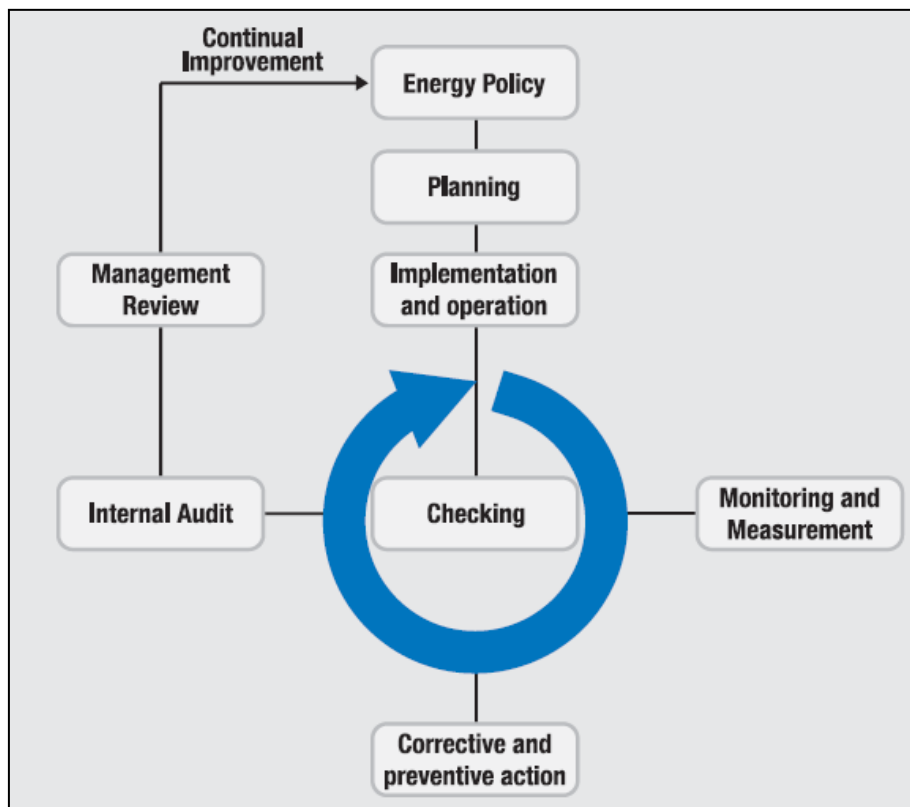 Continual
Improvement
Energy Policy
Planning
Management
Review
Implementation
and operation
Internal Audit
Checking
Monitoring and
Measurement
Corrective and
preventive action